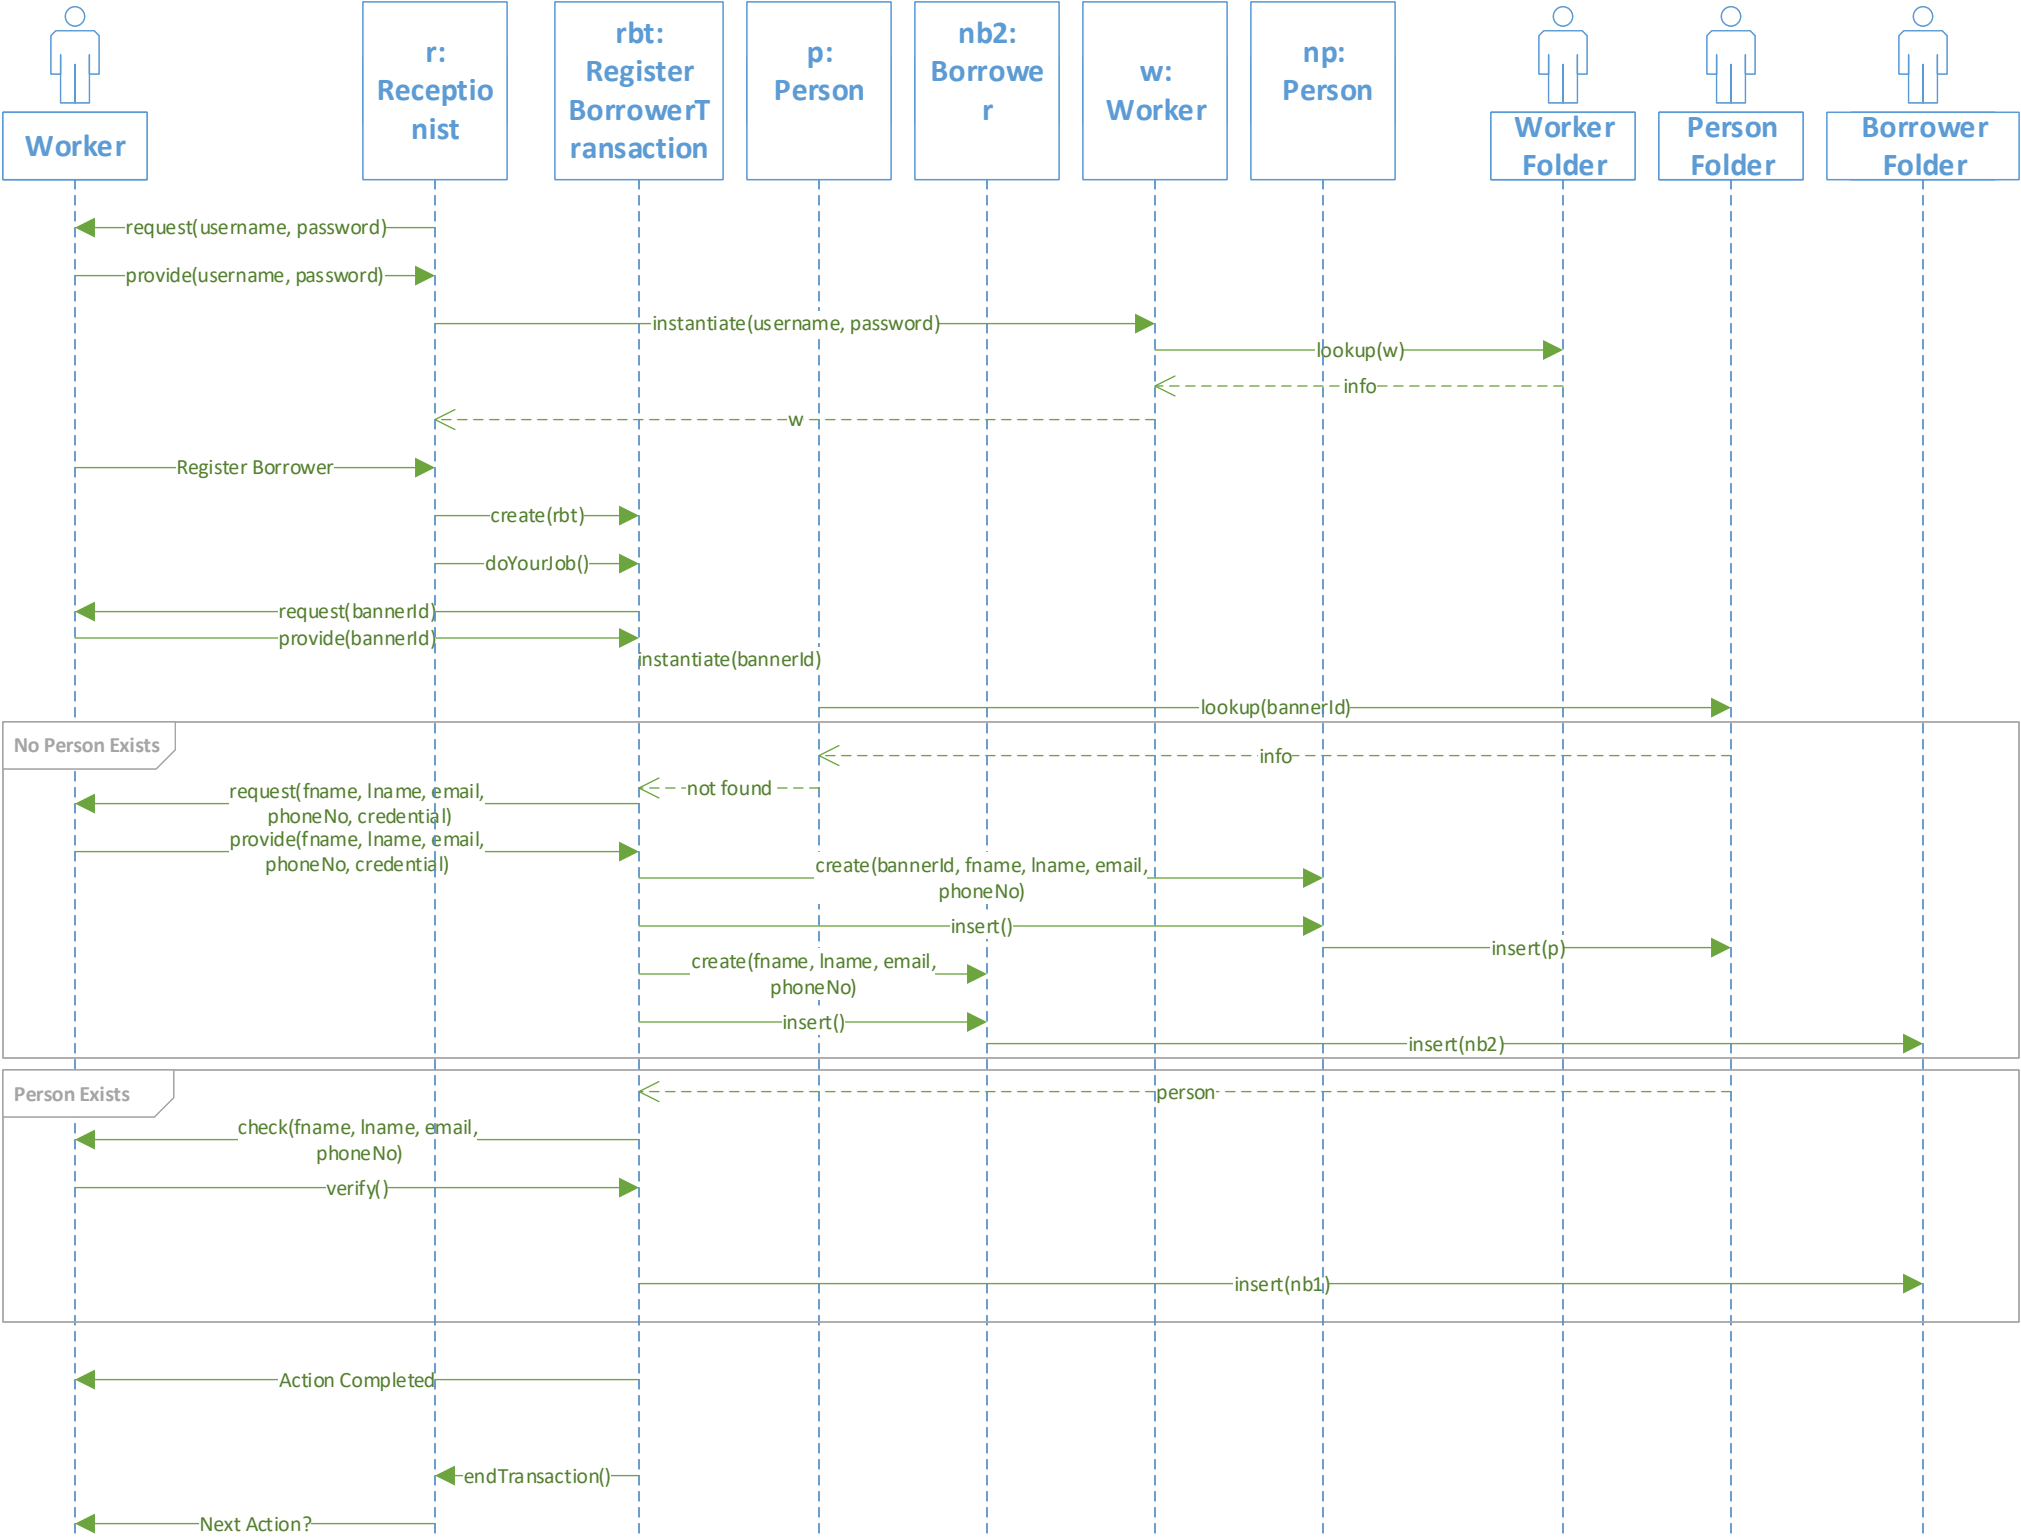 Worker
r:
Receptio
nist
rbt:
Register
BorrowerT
ransaction
p:
Person
nb2:
Borrowe
r
w:
Worker
np:
Person
Worker
Folder
Person
Folder
Borrower
Folder
request(username, password)
provide(username, password)
instantiate(username, password)
lookup(w)
info
w
Register Borrower
create(rbt)
doYourJob()
request(bannerId)
provide(bannerId)
instantiate(bannerId)
lookup(bannerId)
No Person Exists
info
not found
request(fname, lname, email,
phoneNo, credential)
provide(fname, lname, email,
phoneNo, credential)
create(bannerId, fname, lname, email,
phoneNo)
insert()
insert(p)
create(fname, lname, email,
phoneNo)
insert()
insert(nb2)
Person Exists
person
check(fname, lname, email,
phoneNo)
verify()
insert(nb1)
Action Completed
endTransaction()
Next Action?